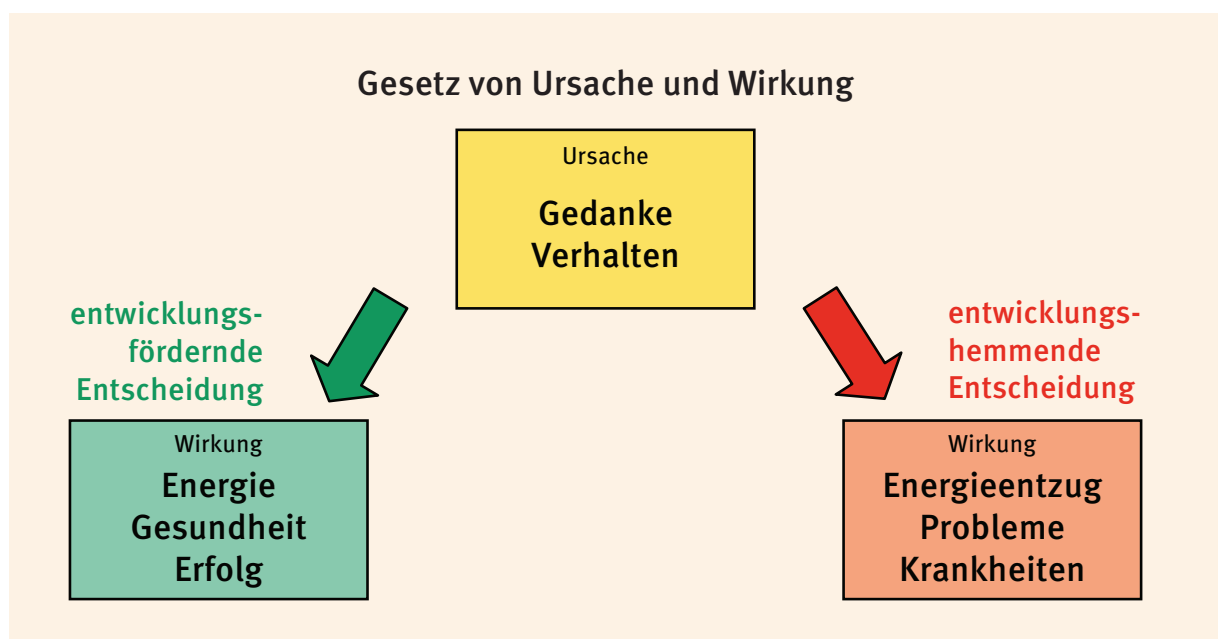 Gesetz von Ursache und Wirkung
Ursache
Gedanke
Verhalten
entwicklungs-
fördernde
Entscheidung
entwicklungs-
hemmende
Entscheidung
Wirkung
Energie
Gesundheit
Erfolg
Wirkung
Energieentzug
Probleme
Krankheiten